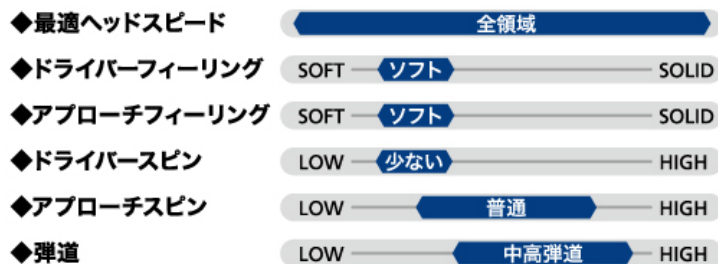 ◆最適ヘッドスピード 全領域
◆ドライバーフィーリング SOFT ソフト SOLID
◆アプローチフィーリング SOFT ソフト SOLID
◆ドライバースピン LOW 少ない HIGH
◆アプローチスピン LOW 普通 HIGH
◆弾道 LOW 中高弾道 HIGH